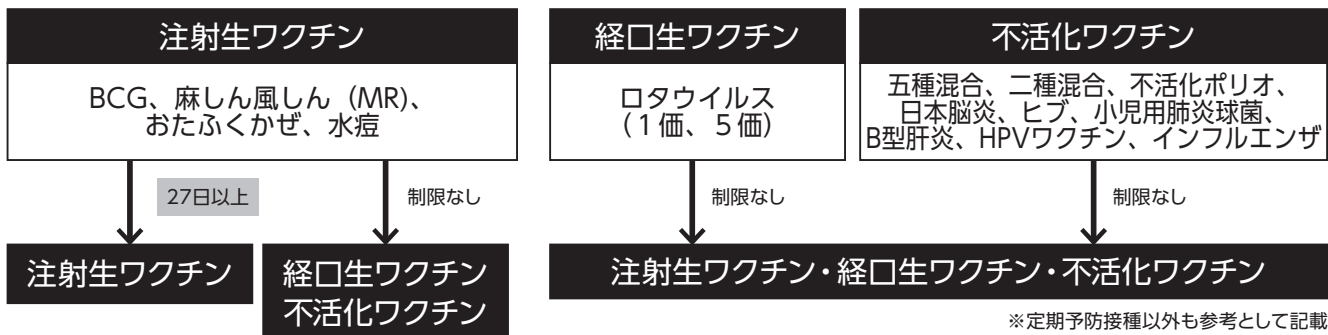 注射生ワクチン
BCG、麻しん風しん（MR)、
おたふくかぜ、水痘
27日以上
制限なし
注射生ワクチン
経口生ワクチン
不活化ワクチン
経口生ワクチン
ロタウイルス
（１価、５価）
制限なし
不活化ワクチン
五種混合、二種混合、不活化ポリオ、
日本脳炎、ヒブ、小児用肺炎球菌、
B型肝炎、HPVワクチン、インフルエンザ
制限なし
注射生ワクチン・経口生ワクチン・不活化ワクチン
※定期予防接種以外も参考として記載